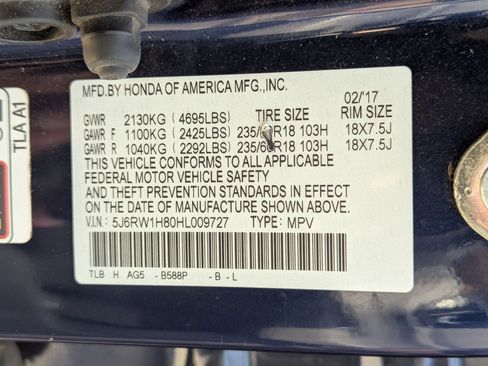 MFD.BY HONDA OF AMERICA MFG.,INC.
02/'17
GVWR 2130KG (4695LBS) TIRE SIZE RIM SIZE
GAWR F 1100KG (2425LBS) 235/60R18 103H 18X7.5J
GAWR R 1040KG (2292LBS) 235/60R18 103H 18X7.5J
THIS VEHICLE CONFORMS TO ALL APPLICABLE
FEDERAL MOTOR VEHICLE SAFETY
AND THEFT PREVENTION STANDARDS IN EFFECT
ON THE DATE OF MANUFACTURE SHOWN ABOVE.
V.I.N.: 5J6RW1H80HL009727 TYPE: MPV
TLB H AG5 - B588P - B - L
TLA A1